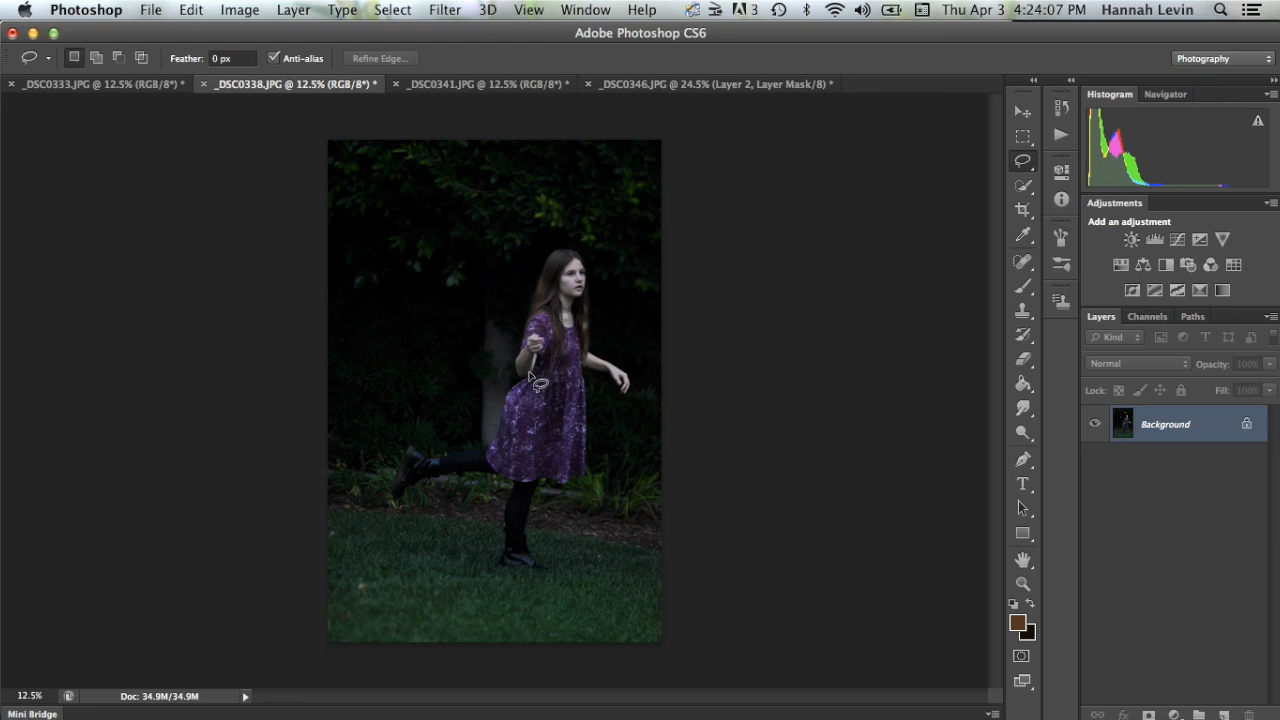 Photoshop File Edit Image Layer Type Select Filter 3D View Window Help 3 Thu Apr 3 4:24:07 PM Hannah Levin
Adobe Photoshop CS6
Feather: 0 px Anti-alias Refine Edge... Photography
_DSC0333.JPG @ 12.5% (RGB/8*) * _DSC0338.JPG @ 12.5% (RGB/8*) * _DSC0341.JPG @ 12.5% (RGB/8*) * _DSC0346.JPG @ 24.5% (Layer 2, Layer Mask/8) *
Histogram Navigator
Adjustments
Add an adjustment
Layers Channels Paths
Kind
Normal Opacity: 100%
Lock: Fill: 100%
Background
12.5% Doc: 34.9M/34.9M
Mini Bridge